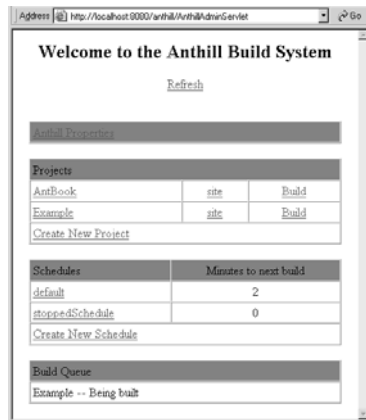 Address http://localhost:8080/anthill/AnthillAdminServlet Go
Welcome to the Anthill Build System
Refresh
Anthill Properties
Projects
AntBook site Build
Example site Build
Create New Project
Schedules Minutes to next build
default 2
stoppedSchedule 0
Create New Schedule
Build Queue
Example -- Being built